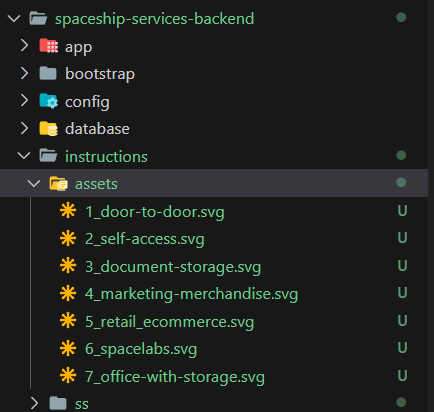 spaceship-services-backend
app
bootstrap
config
database
instructions
assets
1_door-to-door.svg U
2_self-access.svg U
3_document-storage.svg U
4_marketing-merchandise.svg U
5_retail_ecommerce.svg U
6_spacelabs.svg U
7_office-with-storage.svg U
ss